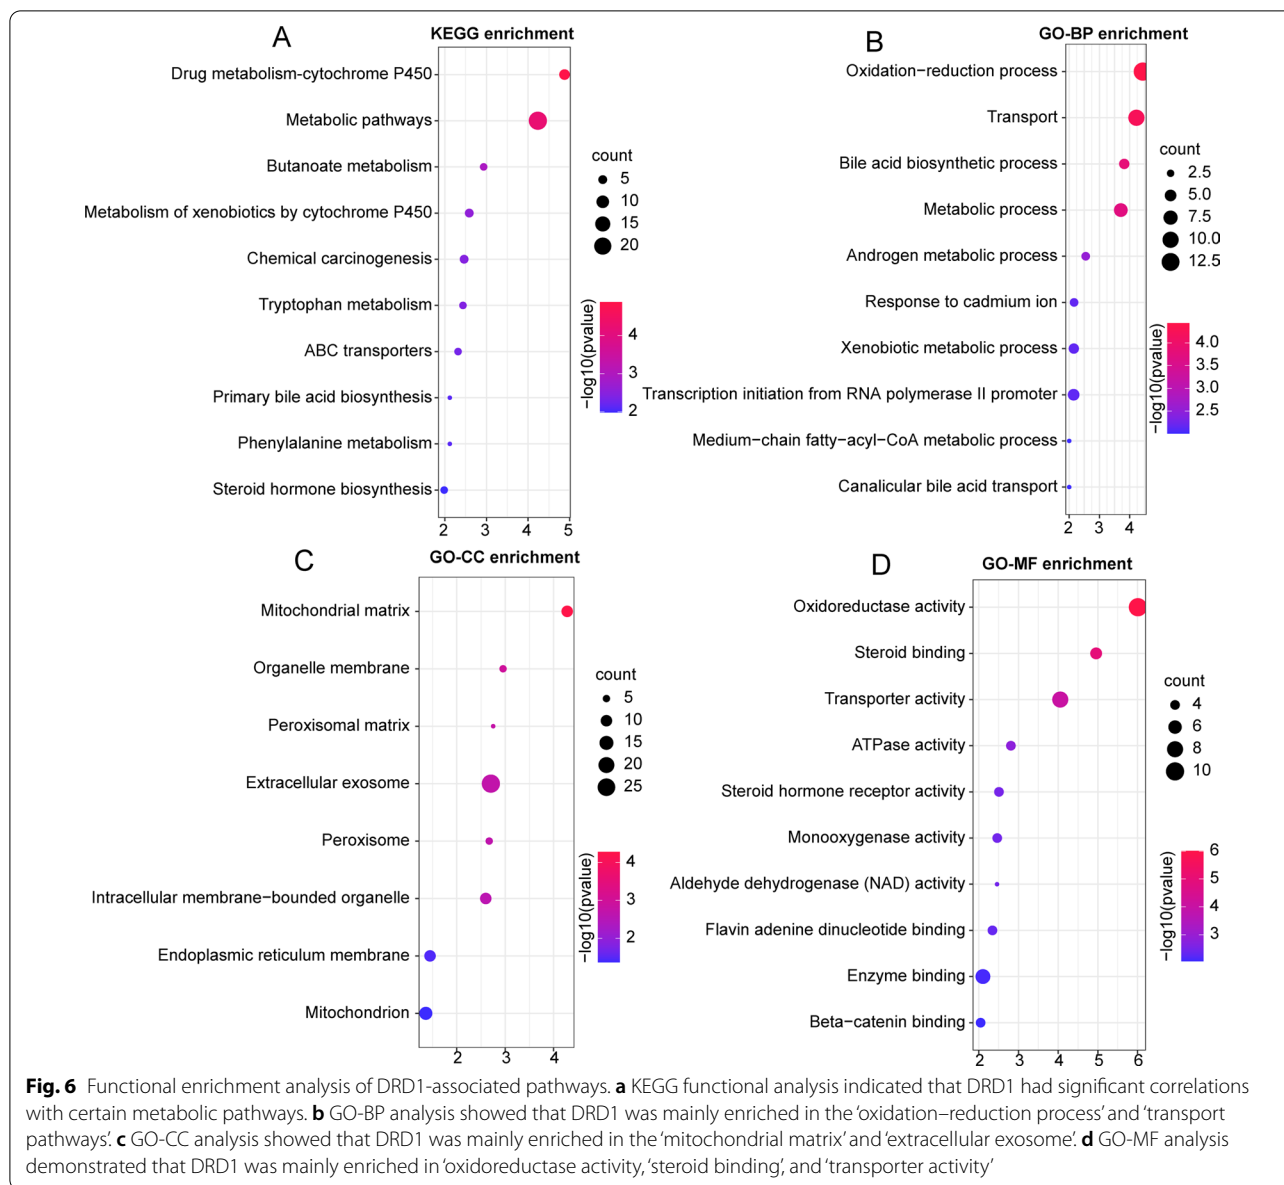 A
KEGG enrichment
Drug metabolism-cytochrome P450
Metabolic pathways
Butanoate metabolism
Metabolism of xenobiotics by cytochrome P450
Chemical carcinogenesis
Tryptophan metabolism
ABC transporters
Primary bile acid biosynthesis
Phenylalanine metabolism
Steroid hormone biosynthesis
2 3 4 5
count
5
10
15
20
−log10(pvalue)
4
3
2
B
GO-BP enrichment
Oxidation−reduction process
Transport
Bile acid biosynthetic process
Metabolic process
Androgen metabolic process
Response to cadmium ion
Xenobiotic metabolic process
Transcription initiation from RNA polymerase II promoter
Medium−chain fatty−acyl−CoA metabolic process
Canalicular bile acid transport
2 3 4
count
2.5
5.0
7.5
10.0
12.5
−log10(pvalue)
4.0
3.5
3.0
2.5
C
GO-CC enrichment
Mitochondrial matrix
Organelle membrane
Peroxisomal matrix
Extracellular exosome
Peroxisome
Intracellular membrane−bounded organelle
Endoplasmic reticulum membrane
Mitochondrion
2 3 4
count
5
10
15
20
25
−log10(pvalue)
4
3
2
D
GO-MF enrichment
Oxidoreductase activity
Steroid binding
Transporter activity
ATPase activity
Steroid hormone receptor activity
Monooxygenase activity
Aldehyde dehydrogenase (NAD) activity
Flavin adenine dinucleotide binding
Enzyme binding
Beta−catenin binding
2 3 4 5 6
count
4
6
8
10
−log10(pvalue)
6
5
4
3
Fig. 6 Functional enrichment analysis of DRD1-associated pathways. a KEGG functional analysis indicated that DRD1 had significant correlations
with certain metabolic pathways. b GO-BP analysis showed that DRD1 was mainly enriched in the ‘oxidation–reduction process’ and ‘transport
pathways’. c GO-CC analysis showed that DRD1 was mainly enriched in the ‘mitochondrial matrix’ and ‘extracellular exosome’. d GO-MF analysis
demonstrated that DRD1 was mainly enriched in ‘oxidoreductase activity, ‘steroid binding’, and ‘transporter activity’